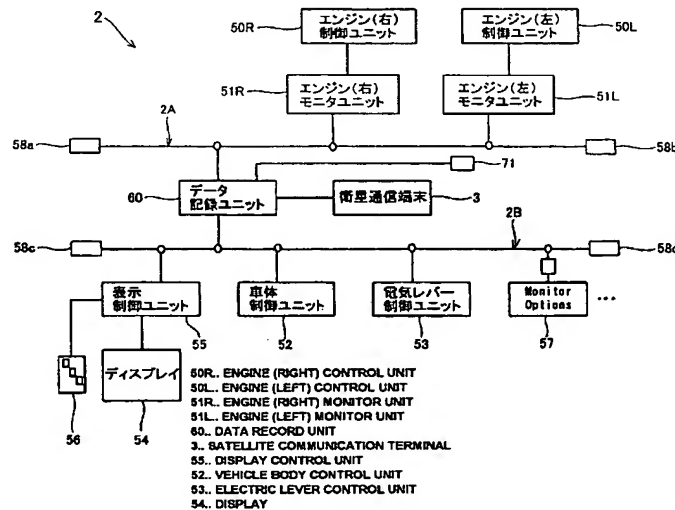 2
50R
エンジン(右)
制御ユニット
エンジン(左)
制御ユニット
50L
51R
エンジン(右)
モニタユニット
エンジン(左)
モニタユニット
51L
58a
2A
58b
71
60
データ
記録ユニット
衛星通信端末
3
58c
2B
58d
表示
制御ユニット
車体
制御ユニット
電気レバー
制御ユニット
Monitor
Options
...
55
52
53
57
56
ディスプレイ
54
50R.. ENGINE (RIGHT) CONTROL UNIT
50L.. ENGINE (LEFT) CONTROL UNIT
51R.. ENGINE (RIGHT) MONITOR UNIT
51L.. ENGINE (LEFT) MONITOR UNIT
60.. DATA RECORD UNIT
3.. SATELLITE COMMUNICATION TERMINAL
55.. DISPLAY CONTROL UNIT
52.. VEHICLE BODY CONTROL UNIT
53.. ELECTRIC LEVER CONTROL UNIT
54.. DISPLAY